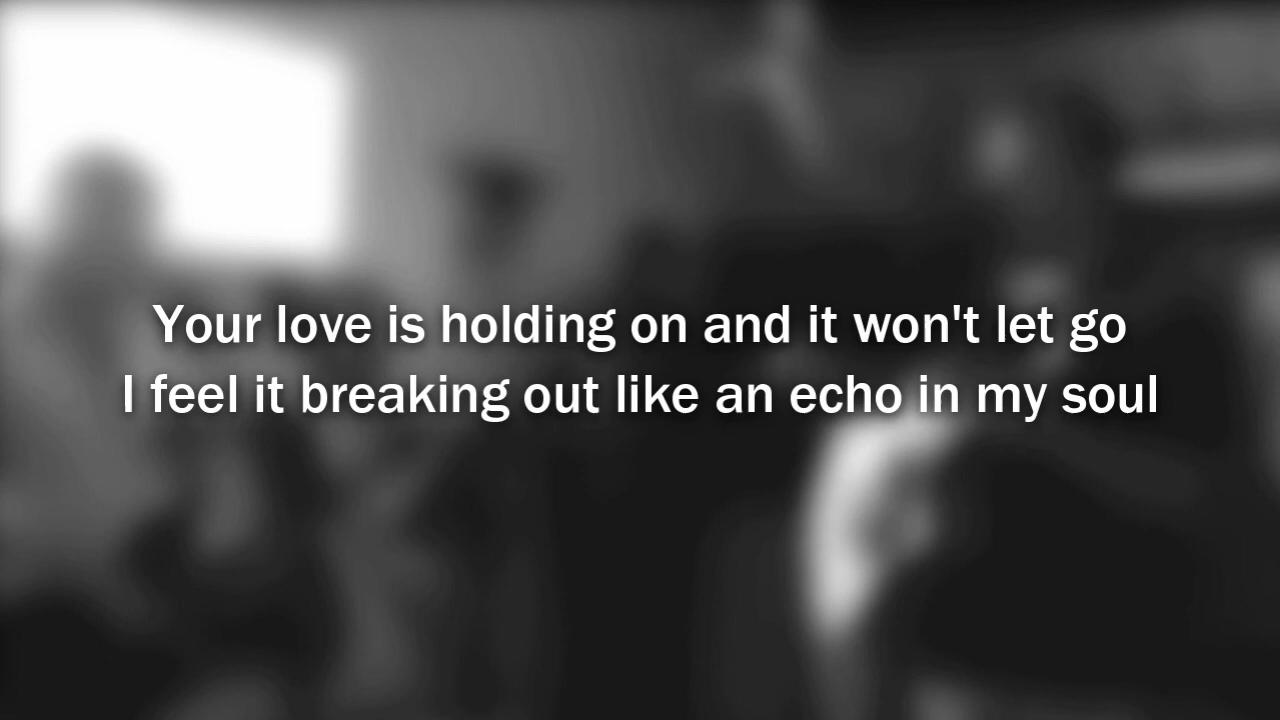 Your love is holding on and it won't let go
I feel it breaking out like an echo in my soul